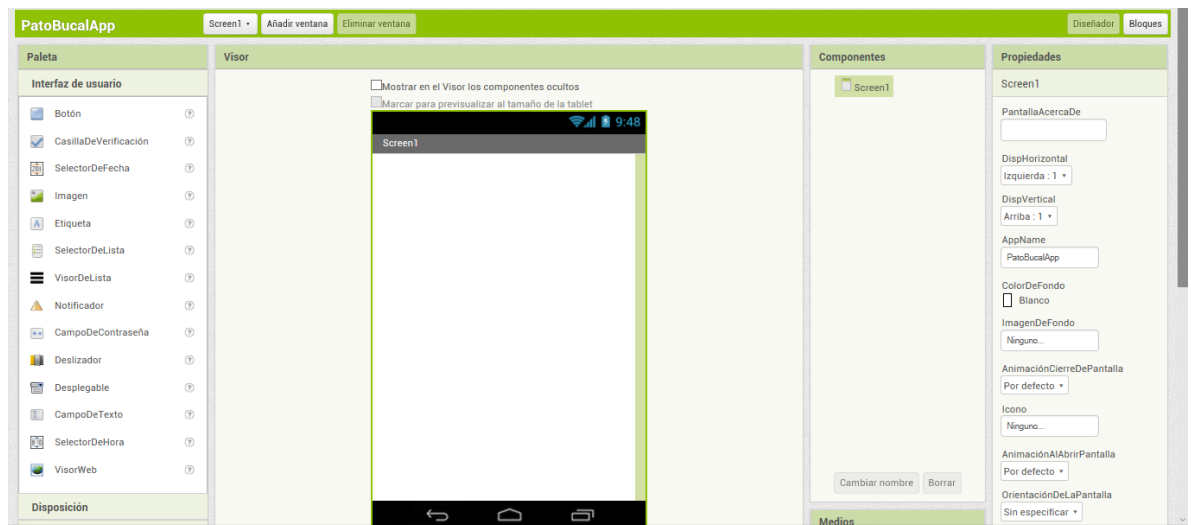 PatoBucalApp
Screen1
Añadir ventana
Eliminar ventana
Diseñador
Bloques
Paleta
Interfaz de usuario
Botón
CasillaDeVerificación
SelectorDeFecha
Imagen
Etiqueta
SelectorDeLista
VisorDeLista
Notificador
CampoDeContraseña
Deslizador
Desplegable
CampoDeTexto
SelectorDeHora
VisorWeb
Disposición
Visor
Mostrar en el Visor los componentes ocultos
Marcar para previsualizar al tamaño de la tablet
9:48
Screen1
Componentes
Screen1
Cambiar nombre
Borrar
Medios
Propiedades
Screen1
PantallaAcercaDe
DispHorizontal
Izquierda : 1
DispVertical
Arriba : 1
AppName
PatoBucalApp
ColorDeFondo
Blanco
ImagenDeFondo
Ninguno...
AnimaciónCierreDePantalla
Por defecto
Icono
Ninguno...
AnimaciónAlAbrirPantalla
Por defecto
OrientaciónDeLaPantalla
Sin especificar